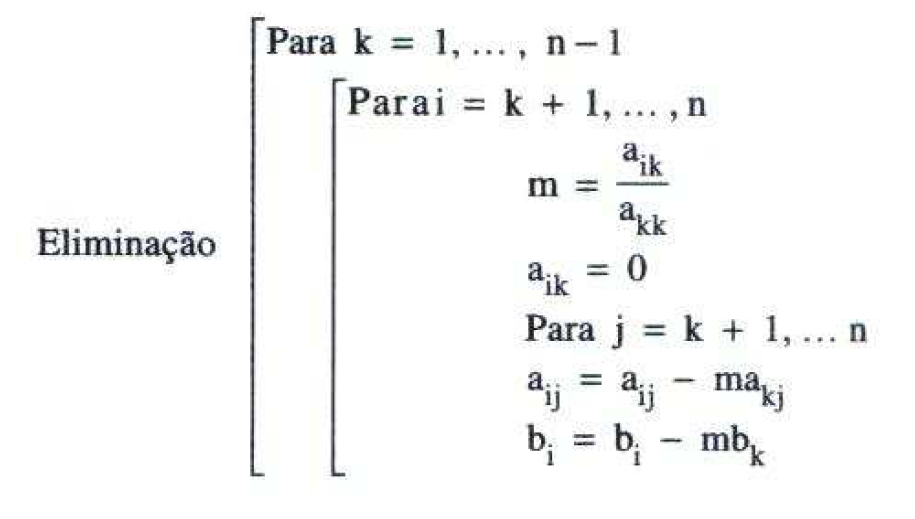 Para k = 1, ... , n – 1
Para i = k + 1, ... , n
m = a_ik / a_kk
Eliminação
a_ik = 0
Para j = k + 1, ... n
a_ij = a_ij – ma_kj
b_i = b_i – mb_k